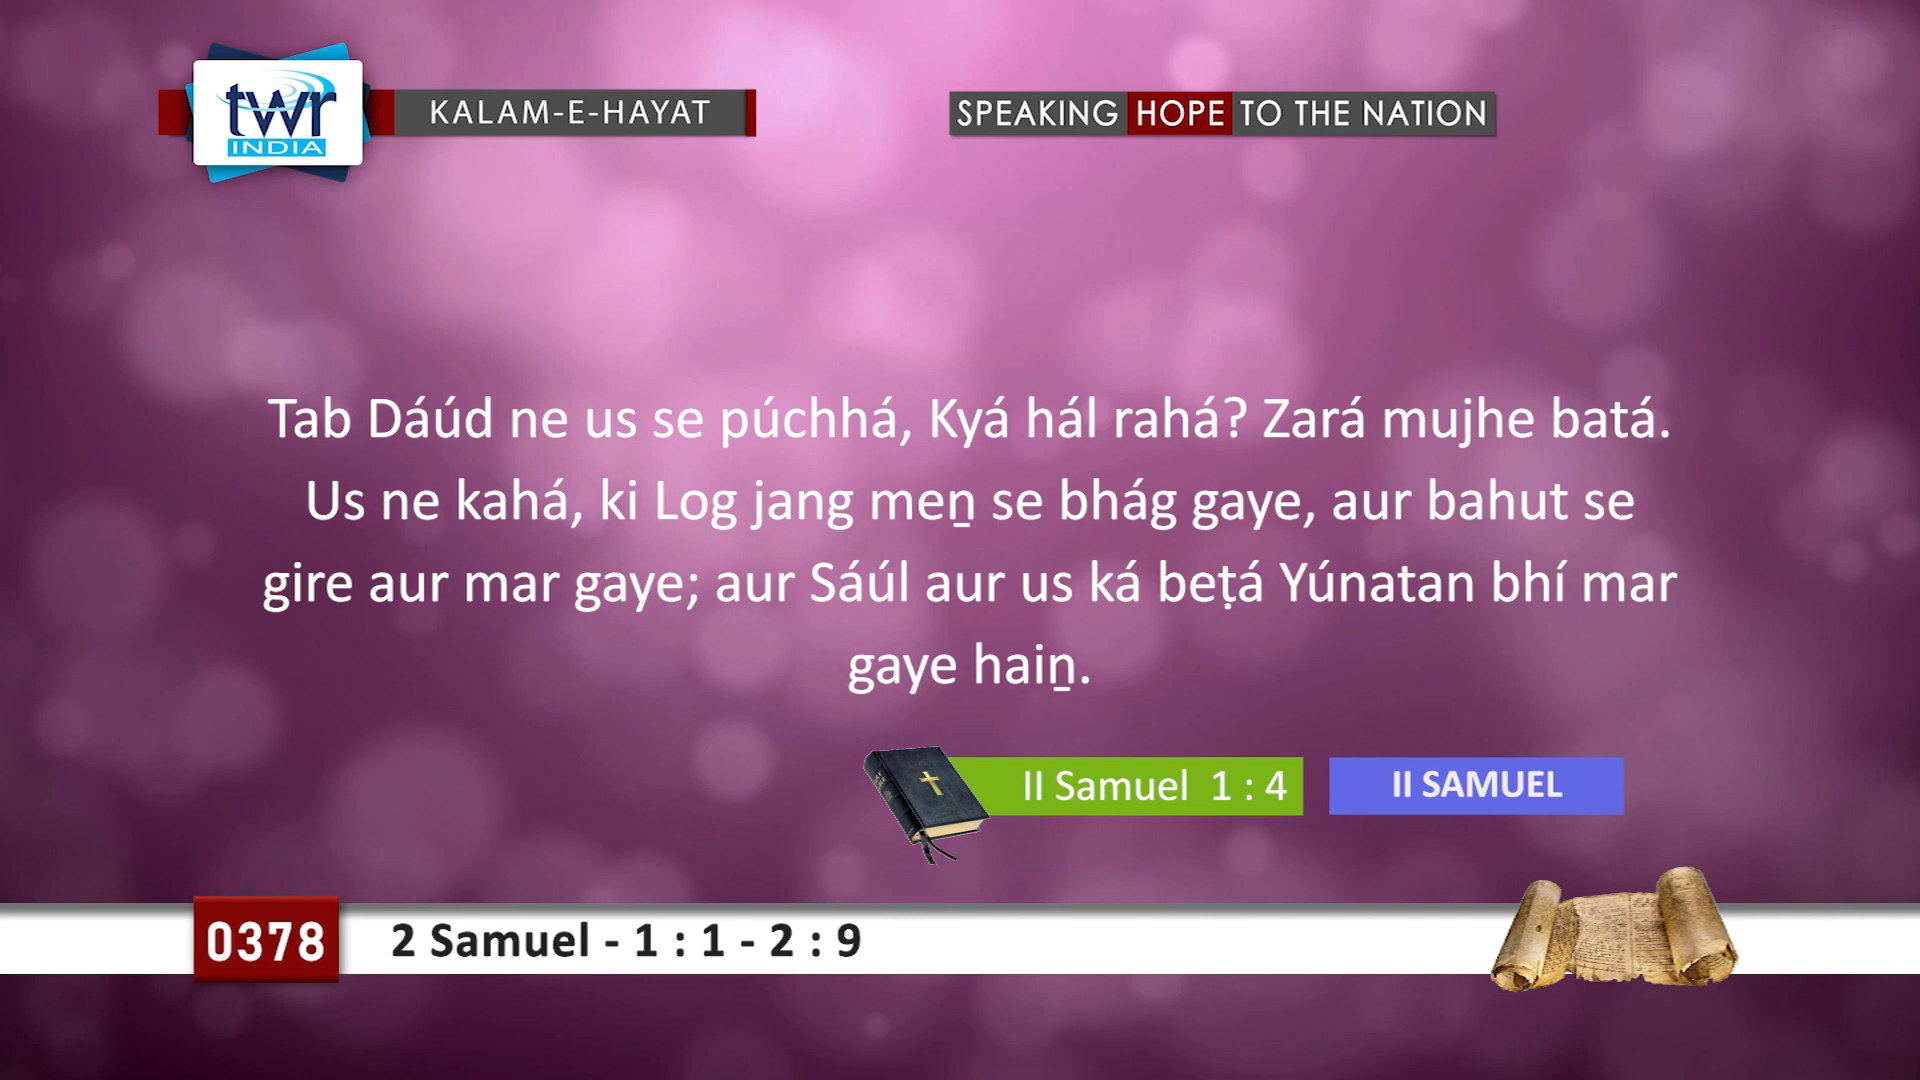 twr
INDIA
KALAM-E-HAYAT
SPEAKING HOPE TO THE NATION
Tab Dáúd ne us se púchhá, Kyá hál rahá? Zará mujhe batá.
Us ne kahá, ki Log jang meṉ se bhág gaye, aur bahut se
gire aur mar gaye; aur Sáúl aur us ká beṭá Yúnatan bhí mar
gaye haiṉ.
II Samuel 1 : 4
II SAMUEL
0378
2 Samuel - 1 : 1 - 2 : 9